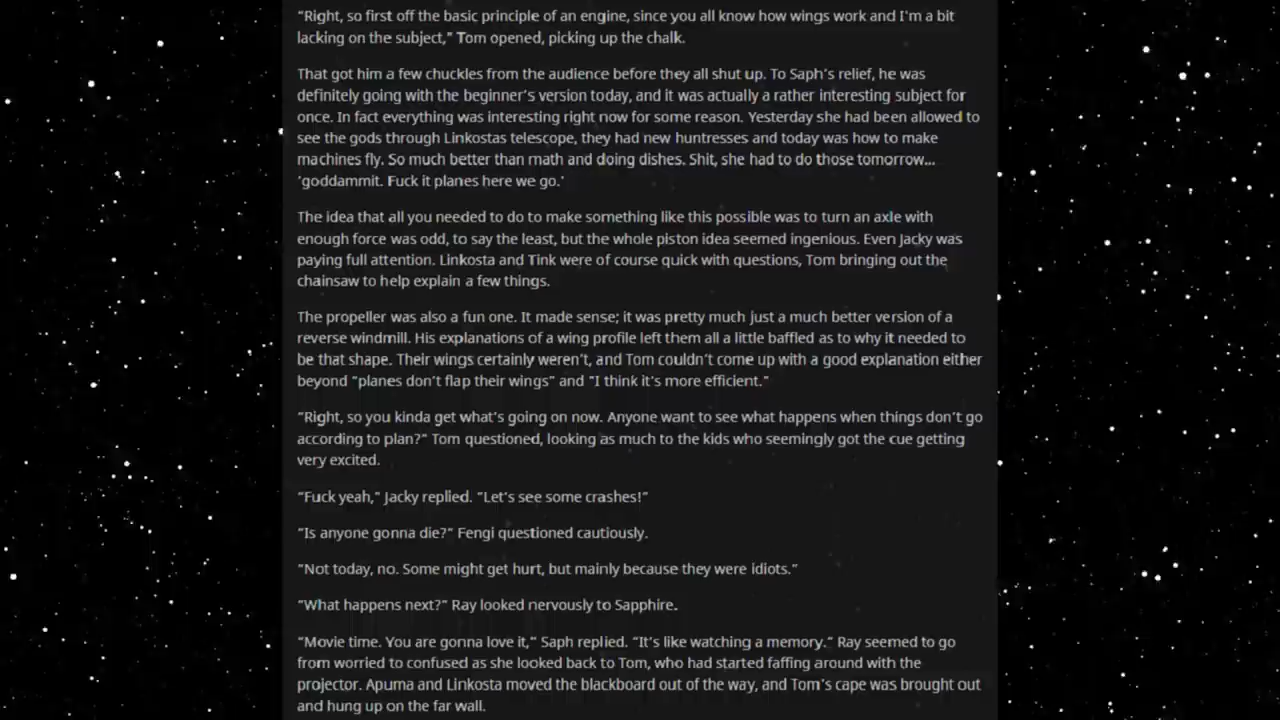 “Right, so first off the basic principle of an engine, since you all know how wings work and I'm a bit
lacking on the subject,” Tom opened, picking up the chalk.
That got him a few chuckles from the audience before they all shut up. To Saph's relief, he was
definitely going with the beginner's version today, and it was actually a rather interesting subject for
once. In fact everything was interesting right now for some reason. Yesterday she had been allowed to
see the gods through Linkostas telescope, they had new huntresses and today was how to make
machines fly. So much better than math and doing dishes. Shit, she had to do those tomorrow...
'goddammit. Fuck it planes here we go.'
The idea that all you needed to do to make something like this possible was to turn an axle with
enough force was odd, to say the least, but the whole piston idea seemed ingenious. Even Jacky was
paying full attention. Linkosta and Tink were of course quick with questions, Tom bringing out the
chainsaw to help explain a few things.
The propeller was also a fun one. It made sense; it was pretty much just a much better version of a
reverse windmill. His explanations of a wing profile left them all a little baffled as to why it needed to
be that shape. Their wings certainly weren't, and Tom couldn't come up with a good explanation either
beyond “planes don't flap their wings” and “I think it's more efficient.”
“Right, so you kinda get what's going on now. Anyone want to see what happens when things don't go
according to plan?” Tom questioned, looking as much to the kids who seemingly got the cue getting
very excited.
“Fuck yeah,” Jacky replied. “Let's see some crashes!”
“Is anyone gonna die?” Fengi questioned cautiously.
“Not today, no. Some might get hurt, but mainly because they were idiots.”
“What happens next?” Ray looked nervously to Sapphire.
“Movie time. You are gonna love it,” Saph replied. “It's like watching a memory.” Ray seemed to go
from worried to confused as she looked back to Tom, who had started faffing around with the
projector. Apuma and Linkosta moved the blackboard out of the way, and Tom's cape was brought out
and hung up on the far wall.